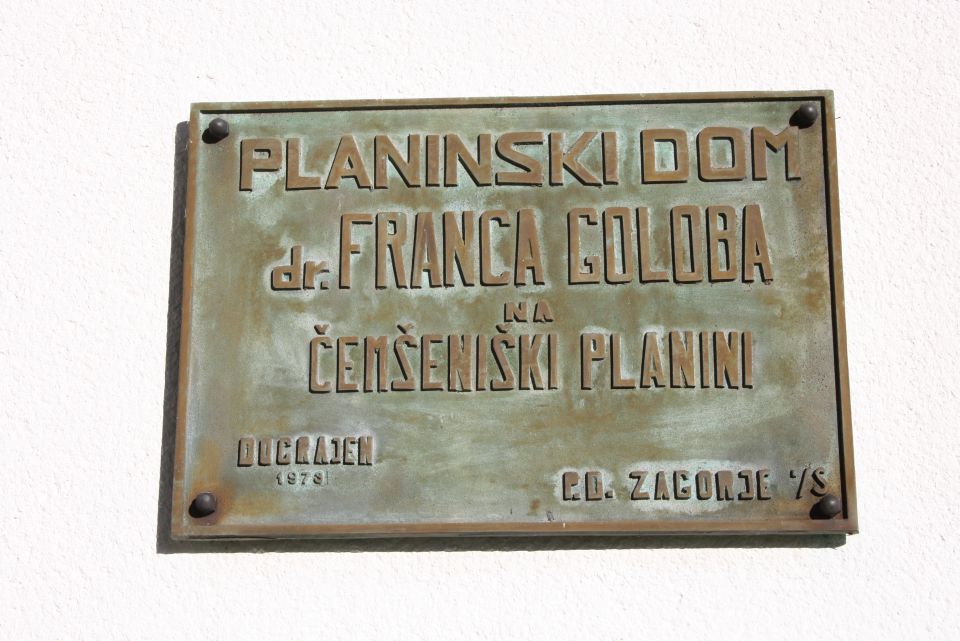 PLANINSKI DOM
dr. FRANCA GOLOBA
NA
ČEMŠENIŠKI PLANINI
DOGRAJEN
1973
P.D. ZAGORJE '/S